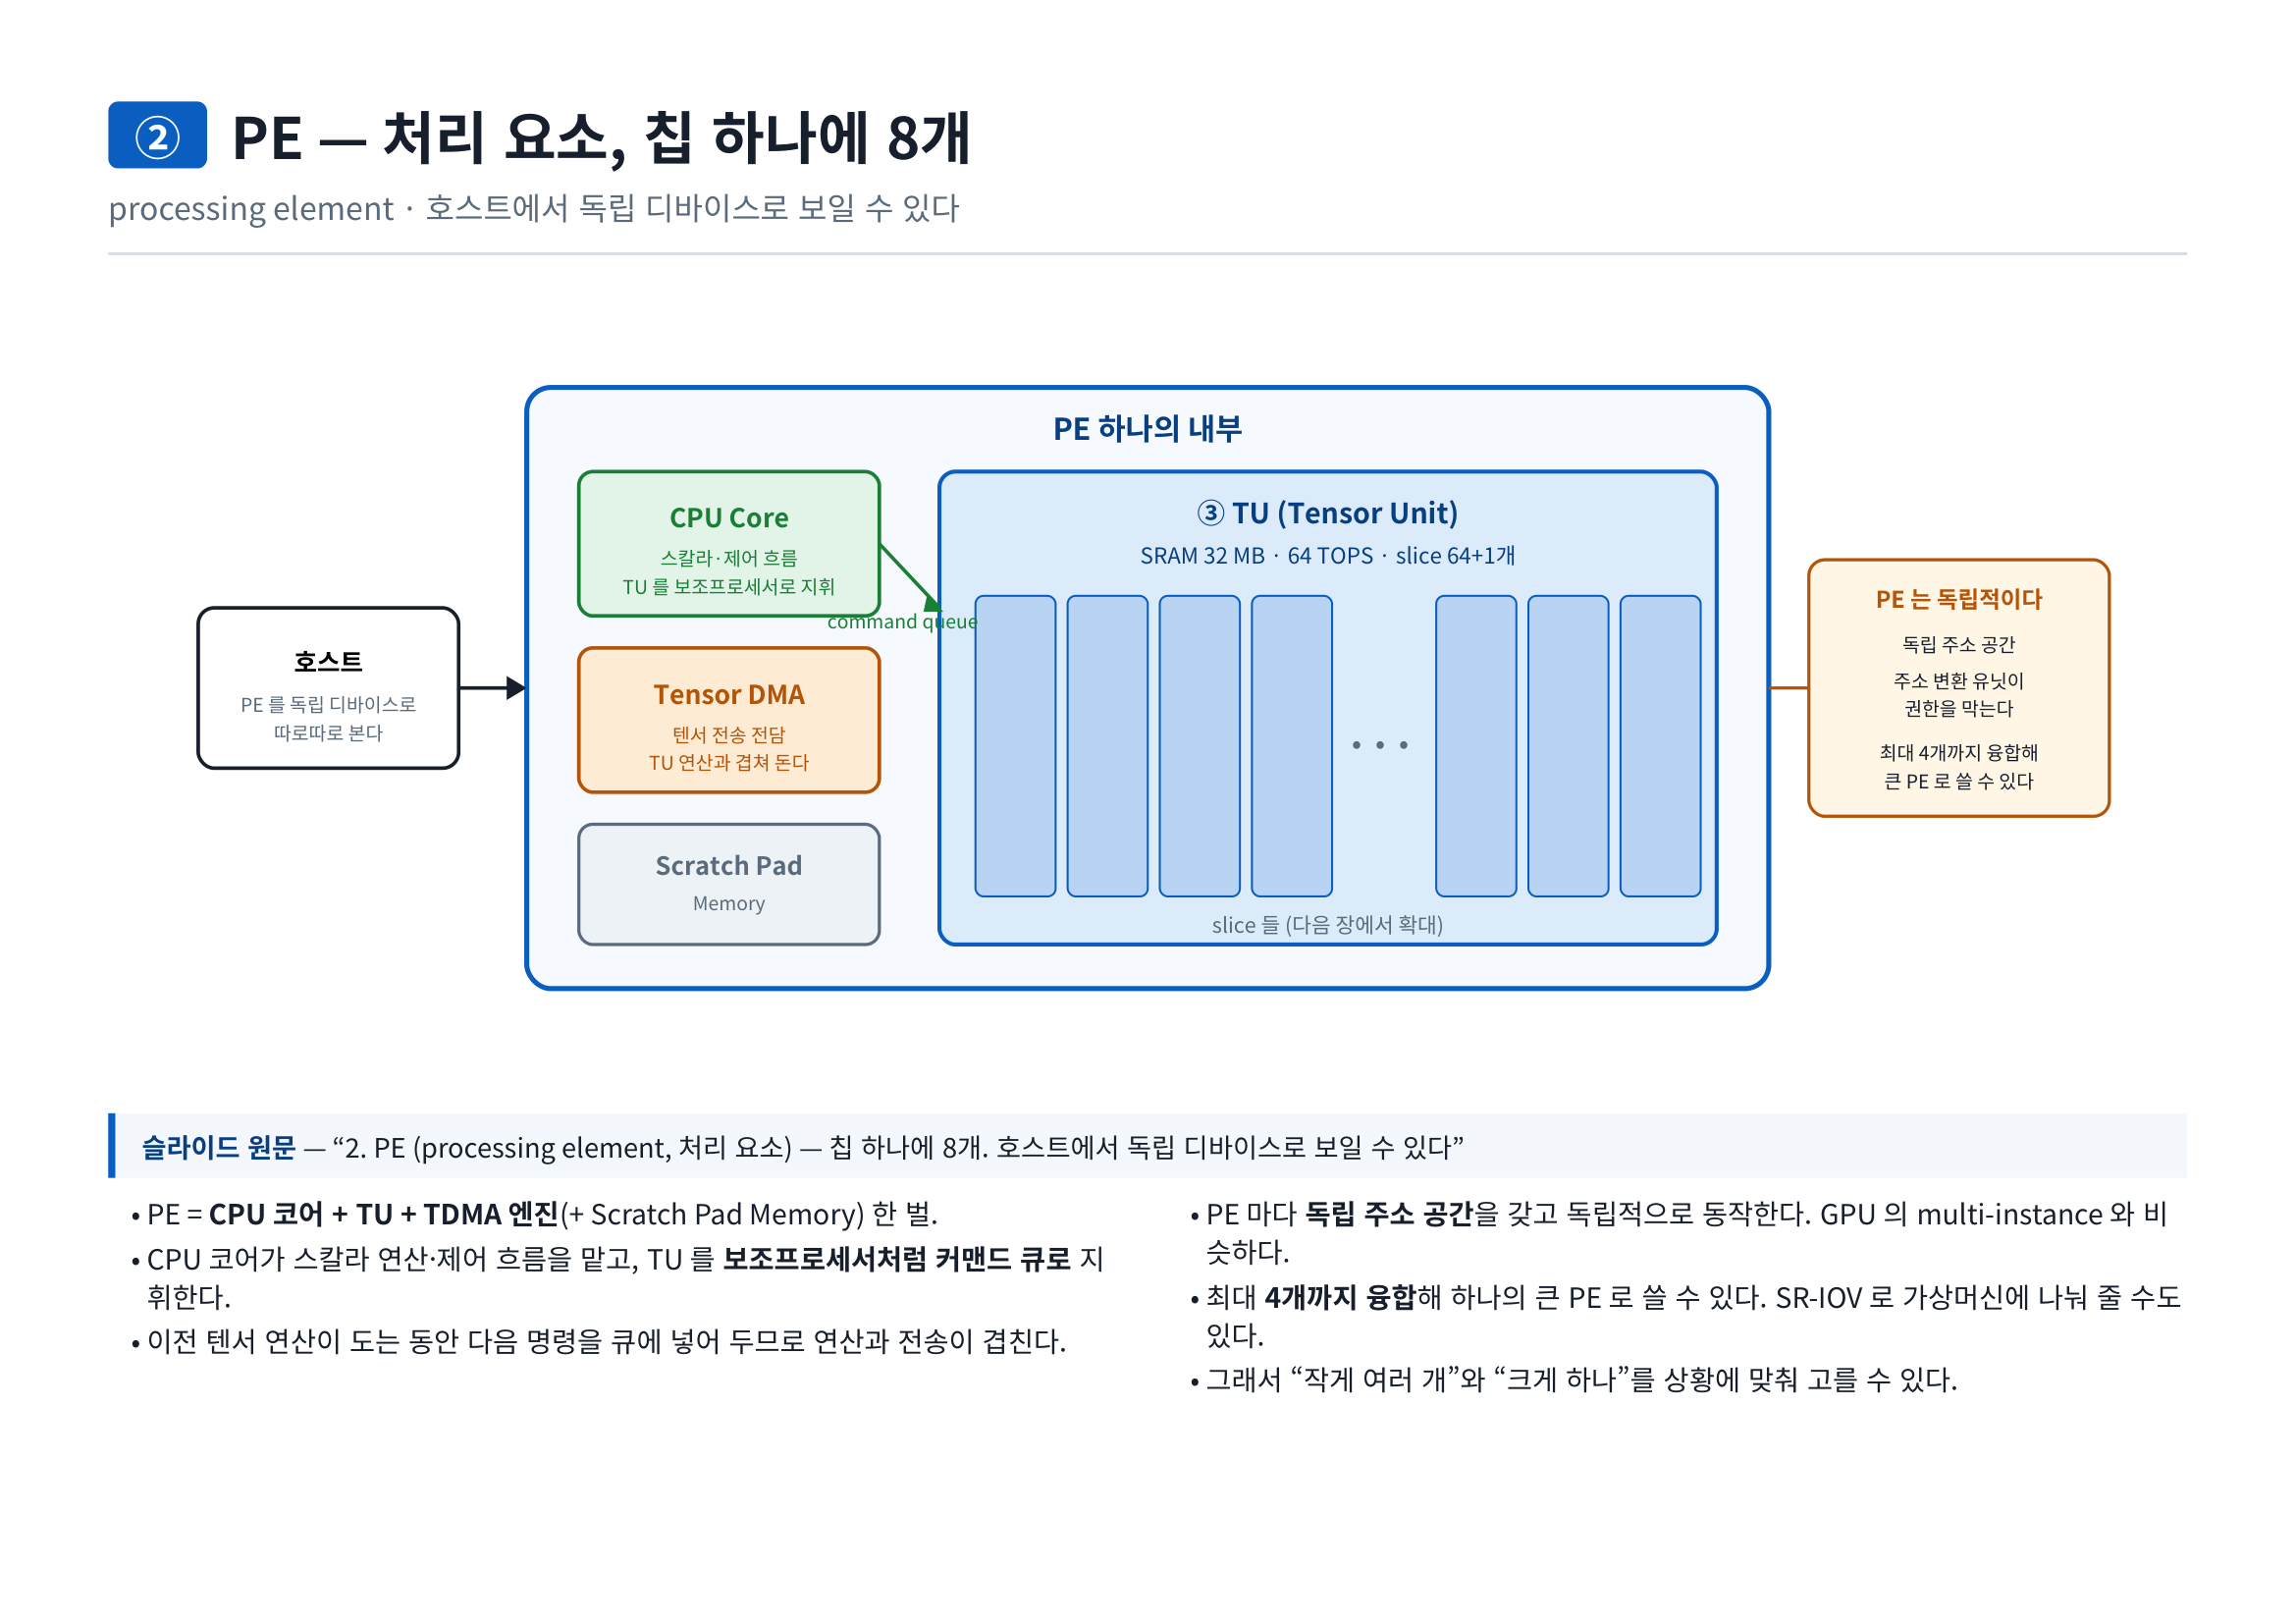 ② PE — 처리 요소, 칩 하나에 8개
processing element · 호스트에서 독립 디바이스로 보일 수 있다
호스트
PE 를 독립 디바이스로
따로따로 본다
PE 하나의 내부
CPU Core
스칼라·제어 흐름
TU 를 보조프로세서로 지휘
command queue
Tensor DMA
텐서 전송 전담
TU 연산과 겹쳐 돈다
Scratch Pad
Memory
③ TU (Tensor Unit)
SRAM 32 MB · 64 TOPS · slice 64+1개
slice 들 (다음 장에서 확대)
PE 는 독립적이다
독립 주소 공간
주소 변환 유닛이
권한을 막는다
최대 4개까지 융합해
큰 PE 로 쓸 수 있다
슬라이드 원문 — “2. PE (processing element, 처리 요소) — 칩 하나에 8개. 호스트에서 독립 디바이스로 보일 수 있다”
• PE = CPU 코어 + TU + TDMA 엔진(+ Scratch Pad Memory) 한 벌.
• CPU 코어가 스칼라 연산·제어 흐름을 맡고, TU 를 보조프로세서처럼 커맨드 큐로 지
휘한다.
• 이전 텐서 연산이 도는 동안 다음 명령을 큐에 넣어 두므로 연산과 전송이 겹친다.
• PE 마다 독립 주소 공간을 갖고 독립적으로 동작한다. GPU 의 multi-instance 와 비
슷하다.
• 최대 4개까지 융합해 하나의 큰 PE 로 쓸 수 있다. SR-IOV 로 가상머신에 나눠 줄 수도
있다.
• 그래서 “작게 여러 개”와 “크게 하나”를 상황에 맞춰 고를 수 있다.